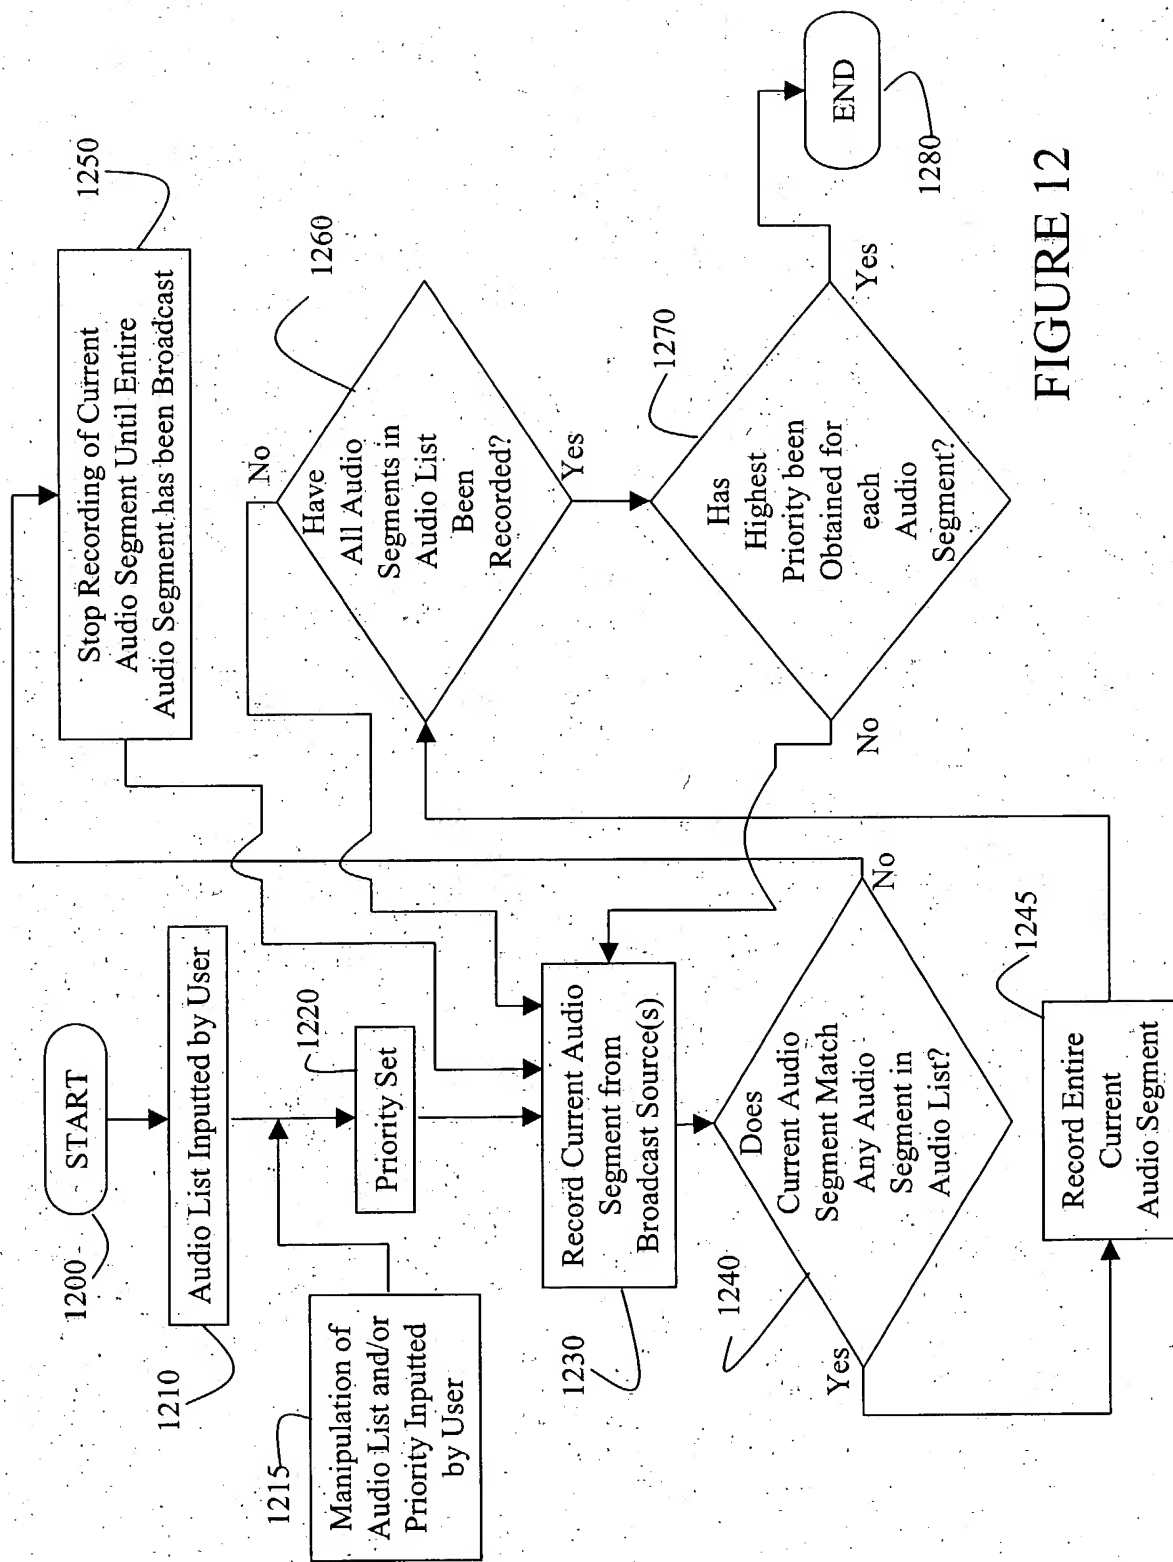 START
1200
Audio List Inputted by User
1210
Manipulation of
Audio List and/or
Priority Inputted
by User
1215
Priority Set
1220
Record Current Audio
Segment from
Broadcast Source(s)
1230
Does
Current Audio
Segment Match
Any Audio
Segment in
Audio List?
1240
Yes
No
Record Entire
Current
Audio Segment
1245
Stop Recording of Current
Audio Segment Until Entire
Audio Segment has been Broadcast
1250
Have
All Audio
Segments in
Audio List
Been
Recorded?
1260
No
Yes
Has
Highest
Priority been
Obtained for
each
Audio
Segment?
1270
No
Yes
END
1280
FIGURE 12